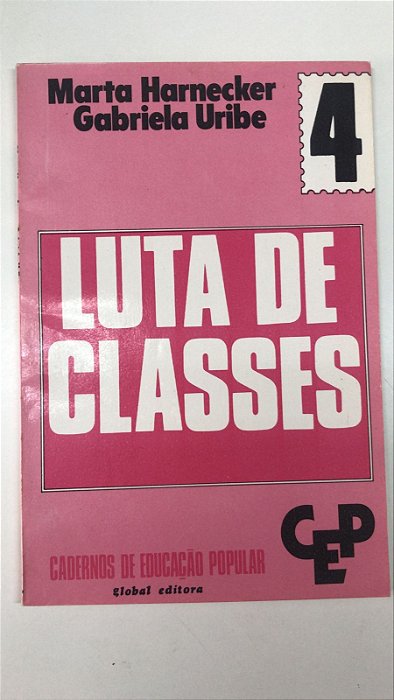 Marta Harnecker
Gabriela Uribe
4
LUTA DE
CLASSES
CEP
CADERNOS DE EDUCAÇÃO POPULAR
global editora